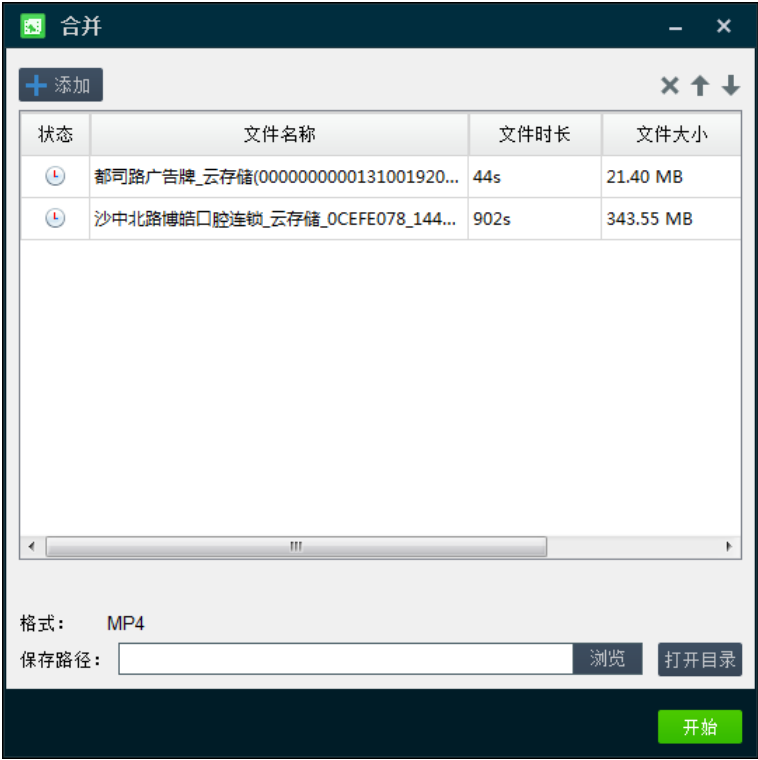 合并
添加
状态 文件名称 文件时长 文件大小
都司路广告牌_云存储(0000000000131001920... 44s 21.40 MB
沙中北路博皓口腔连锁_云存储_0CEFE078_144... 902s 343.55 MB
格式： MP4
保存路径： 浏览 打开目录
开始